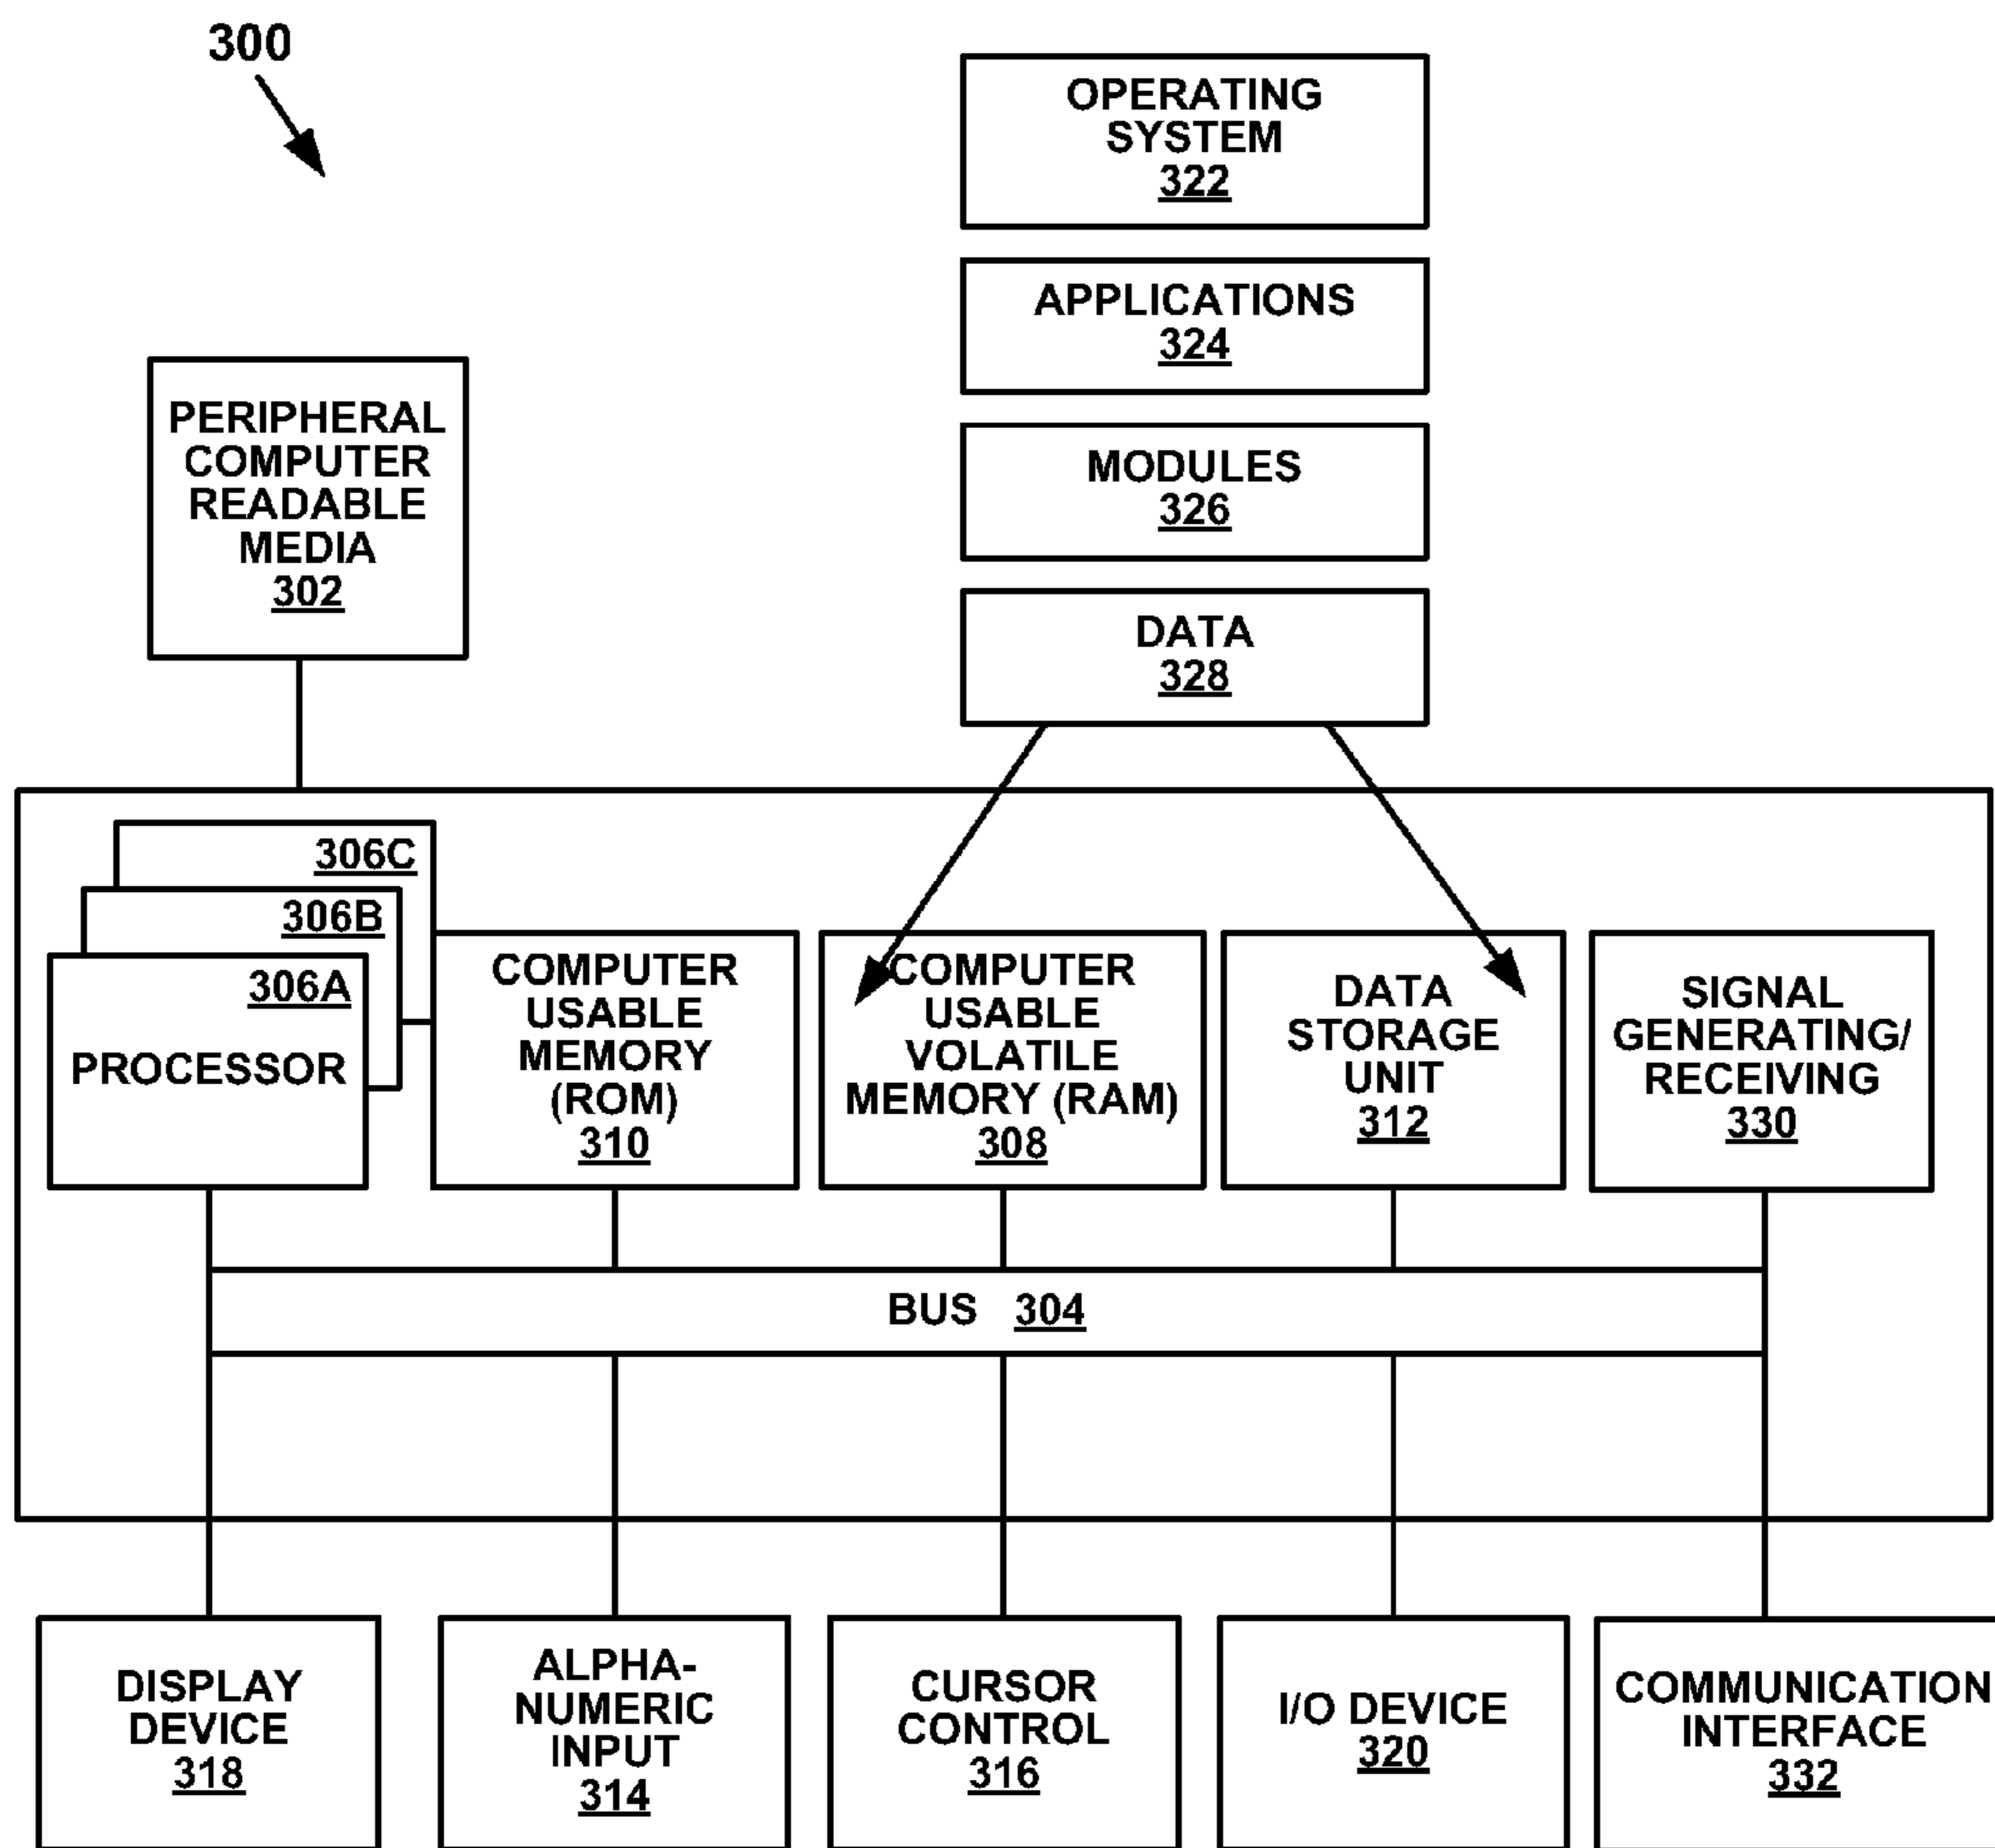 300
OPERATING
SYSTEM
322
APPLICATIONS
324
MODULES
326
DATA
328
PERIPHERAL
COMPUTER
READABLE
MEDIA
302
306C
306B
306A
PROCESSOR
COMPUTER
USABLE
MEMORY
(ROM)
310
COMPUTER
USABLE
VOLATILE
MEMORY (RAM)
308
DATA
STORAGE
UNIT
312
SIGNAL
GENERATING/
RECEIVING
330
BUS 304
DISPLAY
DEVICE
318
ALPHA-
NUMERIC
INPUT
314
CURSOR
CONTROL
316
I/O DEVICE
320
COMMUNICATION
INTERFACE
332